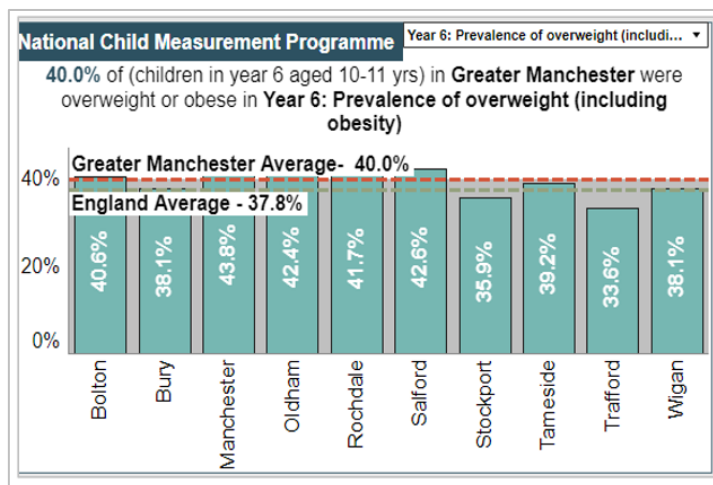 National Child Measurement Programme
Year 6: Prevalence of overweight (includi...
40.0% of (children in year 6 aged 10-11 yrs) in Greater Manchester were
overweight or obese in Year 6: Prevalence of overweight (including
obesity)
Greater Manchester Average- 40.0%
40%
England Average - 37.8%
20%
0%
40.6%
38.1%
43.8%
42.4%
41.7%
42.6%
35.9%
39.2%
33.6%
38.1%
Bolton
Bury
Manchester
Oldham
Rochdale
Salford
Stockport
Tameside
Trafford
Wigan